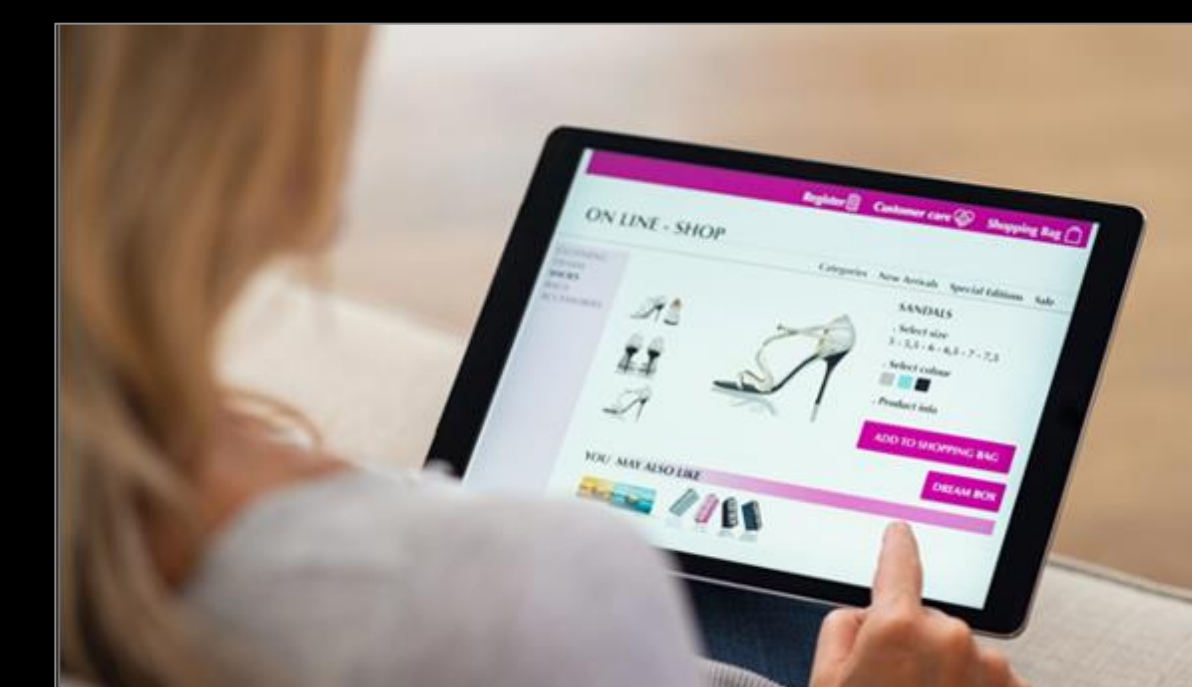 Register
Customer care
Shopping Bag
ON LINE - SHOP
Categories New Arrivals Special Editions Sale
SHOES
ACCESSORIES
SANDALS
. Select size
5 - 5,5 - 6 - 6,5 - 7 - 7,5
. Select colour
. Product info
ADD TO SHOPPING BAG
DREAM BOX
YOU MAY ALSO LIKE